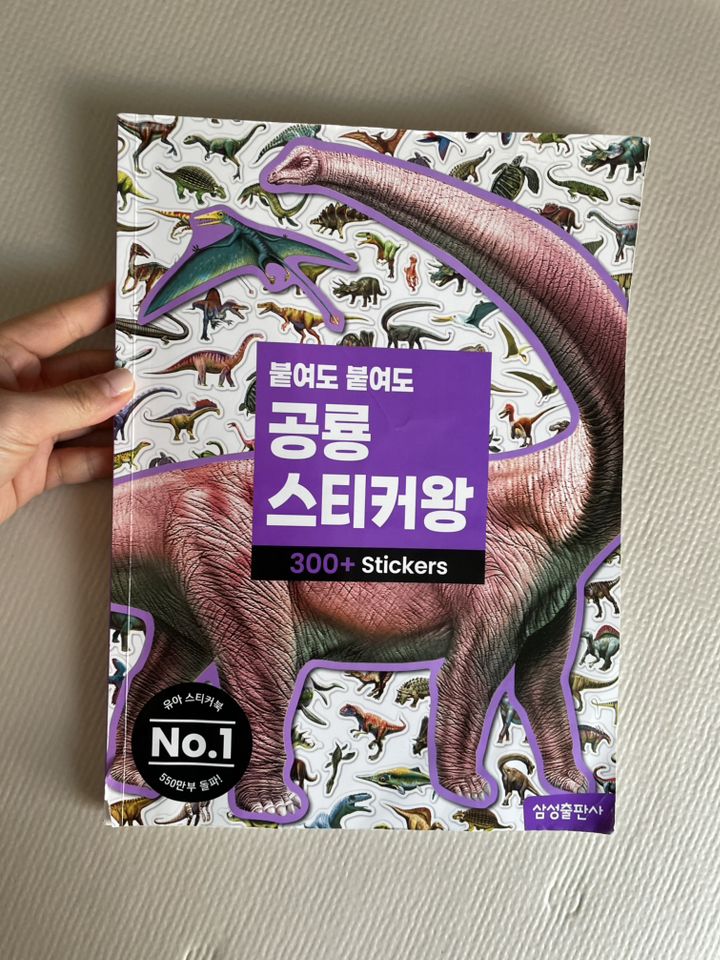 붙여도 붙여도
공룡
스티커왕
300+ Stickers
유아 스티커북
No.1
550만부 돌파!
삼성출판사